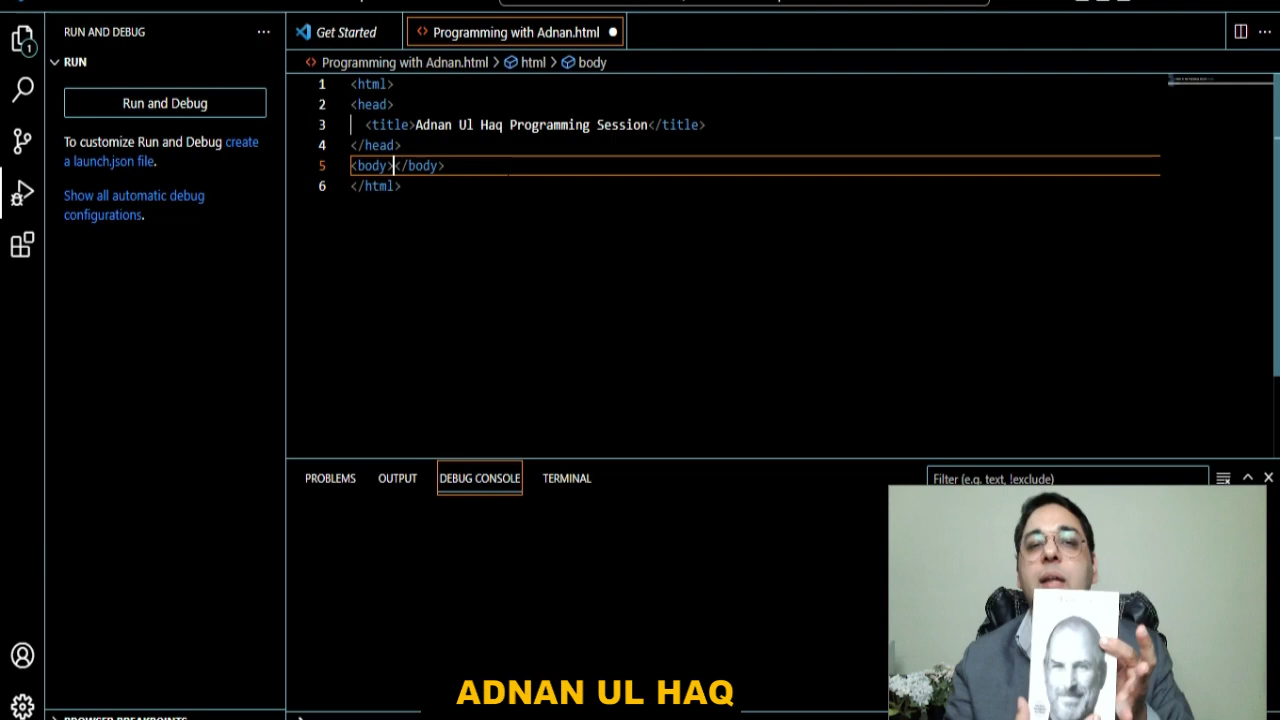 RUN AND DEBUG
Get Started
Programming with Adnan.html
RUN
Programming with Adnan.html > html > body
1 <html>
Run and Debug
2 <head>
3 <title>Adnan Ul Haq Programming Session</title>
To customize Run and Debug create
a launch.json file.
4 </head>
5 <body></body>
6 </html>
Show all automatic debug
configurations.
1
PROBLEMS
OUTPUT
DEBUG CONSOLE
TERMINAL
Filter (e.g. text, !exclude)
ADNAN UL HAQ
BROWSER BREAKPOINTS